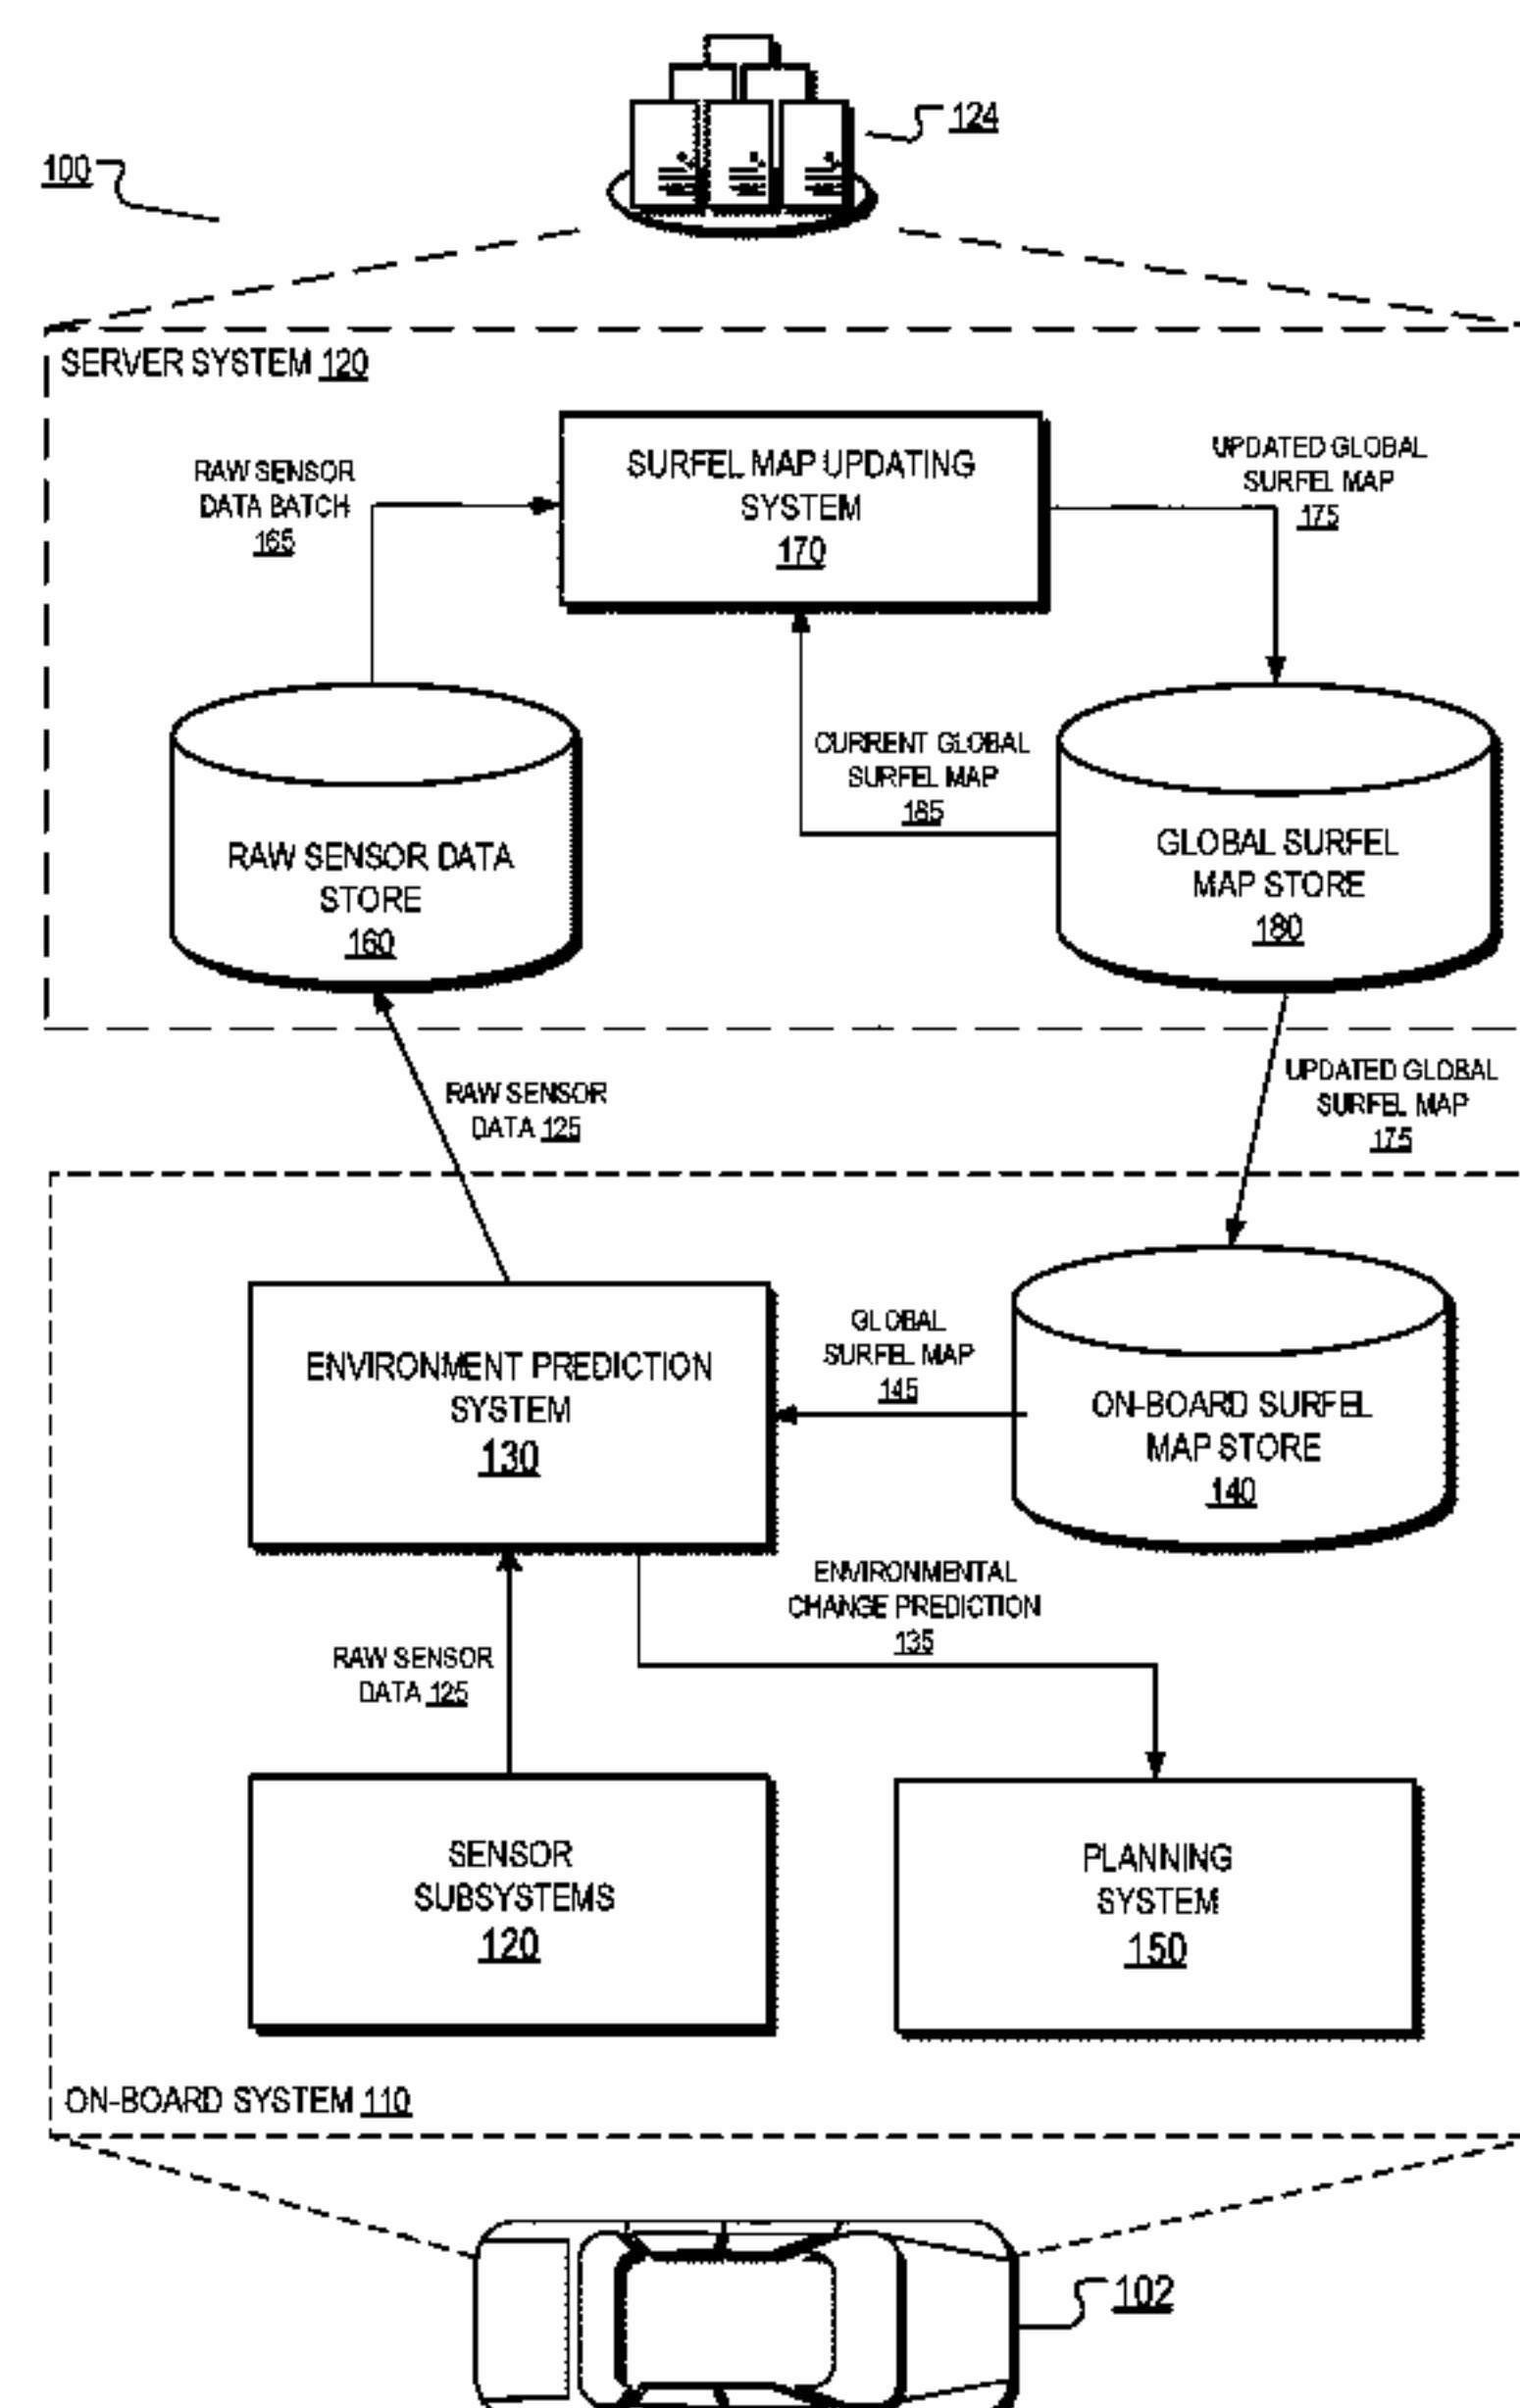 124
100
SERVER SYSTEM 120
RAW SENSOR
DATA BATCH
165
SURFEL MAP UPDATING
SYSTEM
170
UPDATED GLOBAL
SURFEL MAP
175
CURRENT GLOBAL
SURFEL MAP
185
RAW SENSOR DATA
STORE
160
GLOBAL SURFEL
MAP STORE
180
RAW SENSOR
DATA 125
UPDATED GLOBAL
SURFEL MAP
175
ENVIRONMENT PREDICTION
SYSTEM
130
GLOBAL
SURFEL MAP
145
ON-BOARD SURFEL
MAP STORE
140
ENVIRONMENTAL
CHANGE PREDICTION
135
RAW SENSOR
DATA 125
SENSOR
SUBSYSTEMS
120
PLANNING
SYSTEM
150
ON-BOARD SYSTEM 110
102